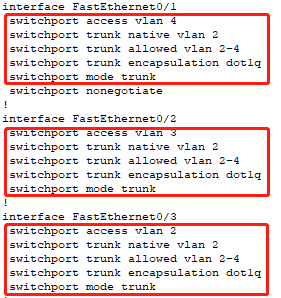 interface FastEthernet0/1
switchport access vlan 4
switchport trunk native vlan 2
switchport trunk allowed vlan 2-4
switchport trunk encapsulation dot1q
switchport mode trunk
switchport nonegotiate
!
interface FastEthernet0/2
switchport access vlan 3
switchport trunk native vlan 2
switchport trunk allowed vlan 2-4
switchport trunk encapsulation dot1q
switchport mode trunk
!
interface FastEthernet0/3
switchport access vlan 2
switchport trunk native vlan 2
switchport trunk allowed vlan 2-4
switchport trunk encapsulation dot1q
switchport mode trunk